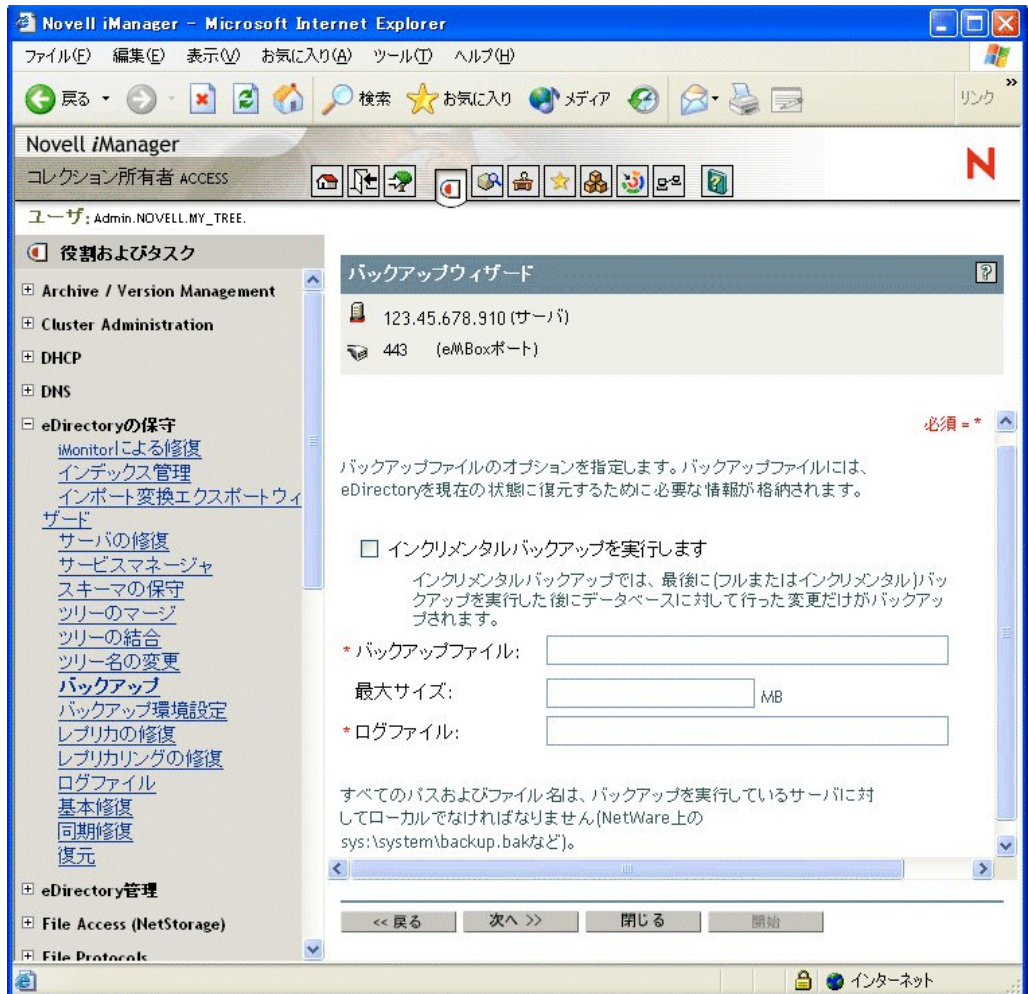 Novell iManager - Microsoft Internet Explorer
ファイル(F) 編集(E) 表示(V) お気に入り(A) ツール(T) ヘルプ(H)
戻る 検索 お気に入り メディア リンク
Novell iManager
コレクション所有者 ACCESS
N
ユーザ: Admin.NOVELL.MY_TREE.
役割およびタスク
Archive / Version Management
Cluster Administration
DHCP
DNS
eDirectoryの保守
iMonitorによる修復
インデックス管理
インポート変換エクスポートウィ
ザード
サーバの修復
サービスマネージャ
スキーマの保守
ツリーのマージ
ツリーの結合
ツリー名の変更
バックアップ
バックアップ環境設定
レプリカの修復
レプリカリングの修復
ログファイル
基本修復
同期修復
復元
eDirectory管理
File Access (NetStorage)
File Protocols
バックアップウィザード ?
123.45.678.910 (サーバ)
443 (eMBoxポート)
必須 = *
バックアップファイルのオプションを指定します。バックアップファイルには、
eDirectoryを現在の状態に復元するために必要な情報が格納されます。
インクリメンタルバックアップを実行します
インクリメンタルバックアップでは、最後に(フルまたはインクリメンタル)バッ
クアップを実行した後にデータベースに対して行った変更だけがバックアッ
プされます。
*バックアップファイル:
最大サイズ: MB
*ログファイル:
すべてのパスおよびファイル名は、バックアップを実行しているサーバに対
してローカルでなければなりません(NetWare上の
sys:\system\backup.bakなど)。
<< 戻る 次へ >> 閉じる 開始
インターネット